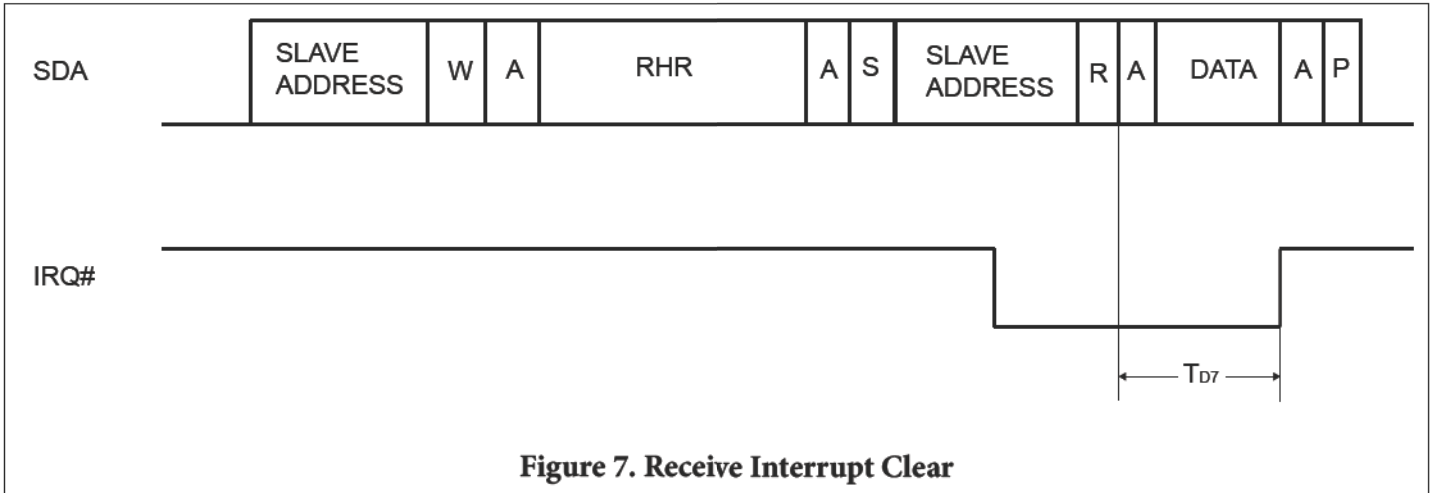 SDA SLAVE ADDRESS W A RHR A S SLAVE ADDRESS R A DATA A P
IRQ#
TD7
Figure 7. Receive Interrupt Clear